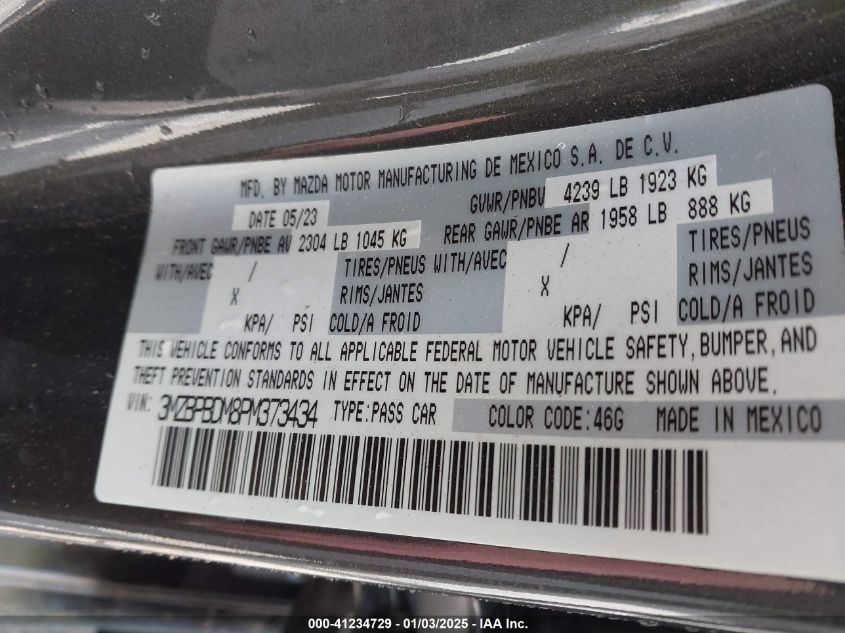 MFD. BY MAZDA MOTOR MANUFACTURING DE MEXICO S.A. DE C.V.
DATE 05/23 GVWR/PNBV 4239 LB 1923 KG
FRONT GAWR/PNBE AV 2304 LB 1045 KG REAR GAWR/PNBE AR 1958 LB 888 KG
WITH/AVEC / TIRES/PNEUS WITH/AVEC / TIRES/PNEUS
X RIMS/JANTES X RIMS/JANTES
KPA/ PSI COLD/A FROID KPA/ PSI COLD/A FROID
THIS VEHICLE CONFORMS TO ALL APPLICABLE FEDERAL MOTOR VEHICLE SAFETY, BUMPER, AND
THEFT PREVENTION STANDARDS IN EFFECT ON THE DATE OF MANUFACTURE SHOWN ABOVE.
VIN: 3MZBPBDM8PM373434 TYPE:PASS CAR COLOR CODE:46G MADE IN MEXICO
000-41234729 - 01/03/2025 - IAA Inc.